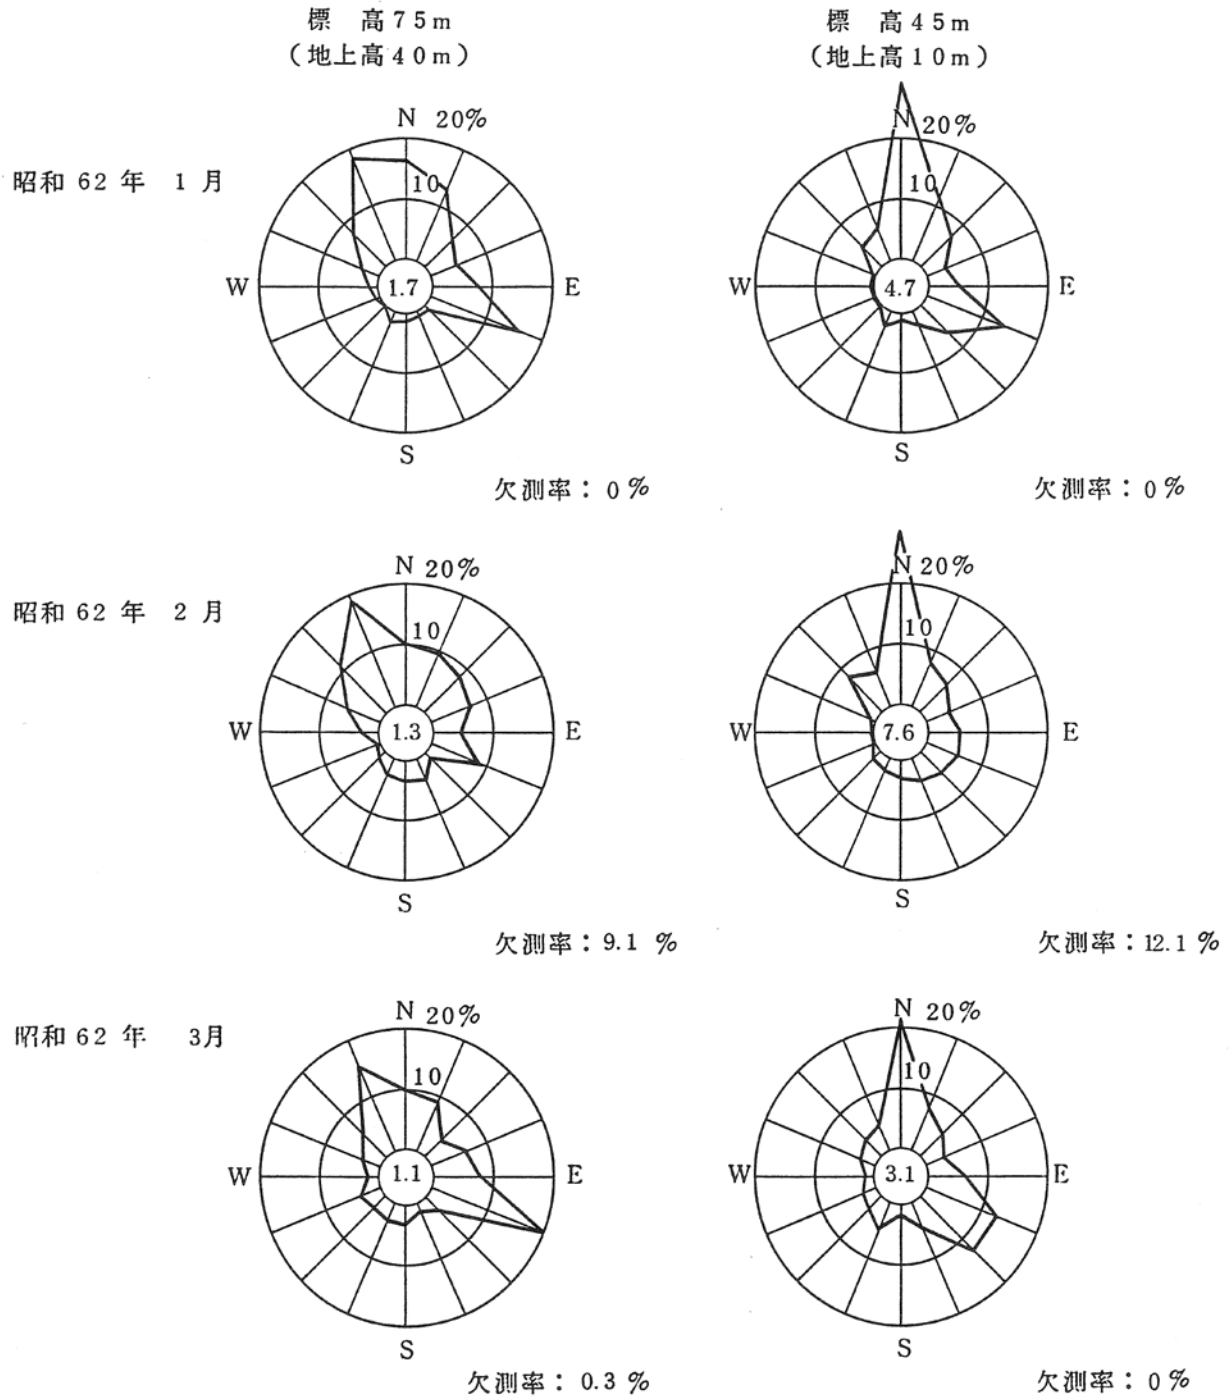 標 高75m
(地上高40m)
標 高45m
(地上高10m)
昭和 62 年 1 月
N 20%
10
W
1.7
E
S
欠測率:0%
N 20%
10
W
4.7
E
S
欠測率:0%
昭和 62 年 2 月
N 20%
10
W
1.3
E
S
欠測率:9.1 %
N 20%
10
W
7.6
E
S
欠測率:12.1 %
昭和 62 年 3月
N 20%
10
W
1.1
E
S
欠測率:0.3 %
N 20%
10
W
3.1
E
S
欠測率:0%